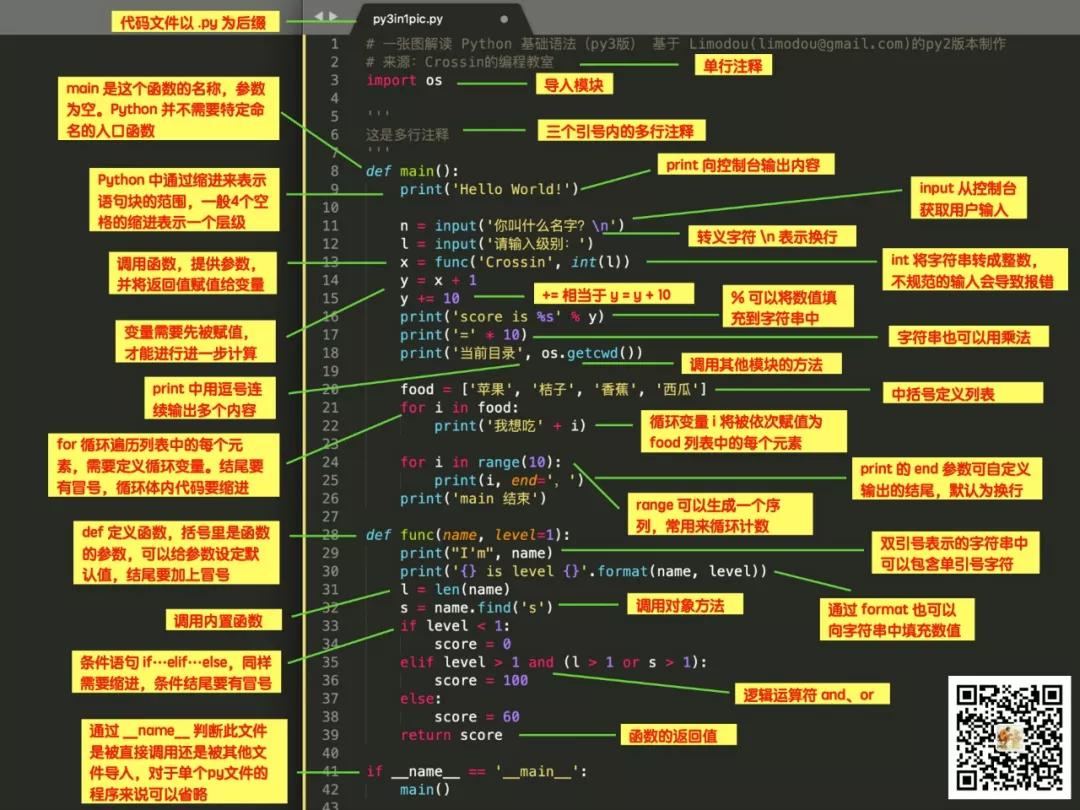 代码文件以 .py 为后缀
py3in1pic.py
1 # 一张图解读 Python 基础语法（py3版） 基于 Limodou(limodou@gmail.com)的py2版本制作
2 # 来源：Crossin的编程教室
单行注释
3 import os
导入模块
4
5 '''
6 这是多行注释
三个引号内的多行注释
7 '''
main 是这个函数的名称，参数
为空。Python 并不需要特定命
名的入口函数
8 def main():
9 print('Hello World!')
print 向控制台输出内容
Python 中通过缩进来表示
语句块的范围，一般4个空
格的缩进表示一个层级
10
input 从控制台
获取用户输入
11 n = input('你叫什么名字？\n')
转义字符 \n 表示换行
12 l = input('请输入级别：')
13 x = func('Crossin', int(l))
int 将字符串转成整数，
不规范的输入会导致报错
调用函数，提供参数，
并将返回值赋值给变量
14 y = x + 1
15 y += 10
+= 相当于 y = y + 10
16 print('score is %s' % y)
% 可以将数值填
充到字符串中
变量需要先被赋值，
才能进行进一步计算
17 print('=' * 10)
字符串也可以用乘法
18 print('当前目录', os.getcwd())
调用其他模块的方法
print 中用逗号连
续输出多个内容
19
20 food = ['苹果', '桔子', '香蕉', '西瓜']
中括号定义列表
21 for i in food:
22 print('我想吃' + i)
循环变量 i 将被依次赋值为
food 列表中的每个元素
for 循环遍历列表中的每个元
素，需要定义循环变量。结尾要
有冒号，循环体内代码要缩进
23
24 for i in range(10):
25 print(i, end='，')
print 的 end 参数可自定义
输出的结尾，默认为换行
26 print('main 结束')
range 可以生成一个序
列，常用来循环计数
27
28 def func(name, level=1):
def 定义函数，括号里是函数
的参数，可以给参数设定默
认值，结尾要加上冒号
29 print("I'm", name)
双引号表示的字符串中
可以包含单引号字符
30 print('{} is level {}'.format(name, level))
通过 format 也可以
向字符串中填充数值
31 l = len(name)
调用内置函数
32 s = name.find('s')
调用对象方法
33 if level < 1:
34 score = 0
条件语句 if…elif…else，同样
需要缩进，条件结尾要有冒号
35 elif level > 1 and (l > 1 or s > 1):
36 score = 100
逻辑运算符 and、or
37 else:
38 score = 60
39 return score
函数的返回值
40
通过 __name__ 判断此文件
是被直接调用还是被其他文
件导入，对于单个py文件的
程序来说可以省略
41 if __name__ == '__main__':
42 main()
43